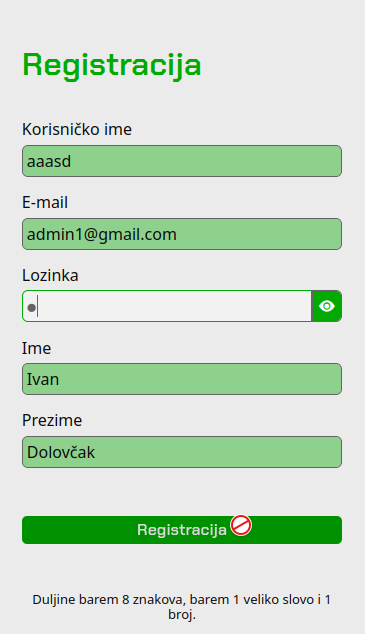 Registracija
Korisničko ime
aaasd
E-mail
admin1@gmail.com
Lozinka
Ime
Ivan
Prezime
Dolovčak
Registracija
Duljine barem 8 znakova, barem 1 veliko slovo i 1
broj.